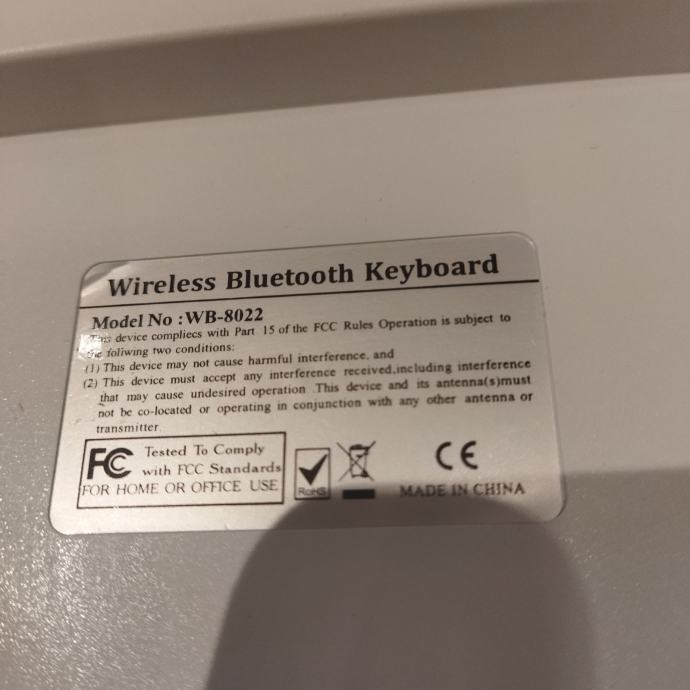 Wireless Bluetooth Keyboard
Model No :WB-8022
This device compliecs with Part 15 of the FCC Rules Operation is subject to
the foliwing two conditions:
(1) This device may not cause harmful interference. and
(2) This device must accept any interference received,including interference
that may cause undesired operation .This device and its antenna(s)must
not be co-located or operating in conjunction with any other antenna or
transmitter
FC Tested To Comply
with FCC Standards
FOR HOME OR OFFICE USE
RoHS
CE
MADE IN CHINA